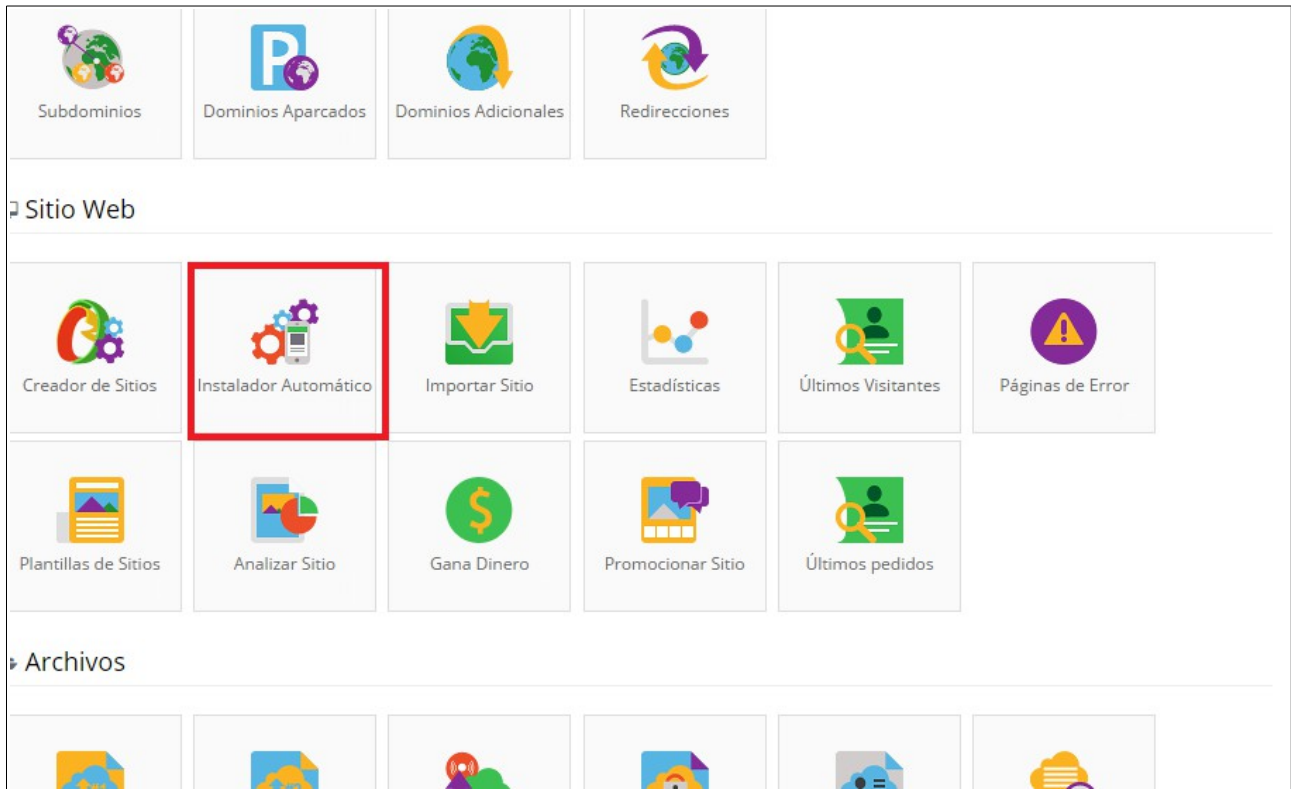 Subdominios
Dominios Aparcados
Dominios Adicionales
Redirecciones
Sitio Web
Creador de Sitios
Instalador Automático
Importar Sitio
Estadísticas
Últimos Visitantes
Páginas de Error
Plantillas de Sitios
Analizar Sitio
Gana Dinero
Promocionar Sitio
Últimos pedidos
Archivos